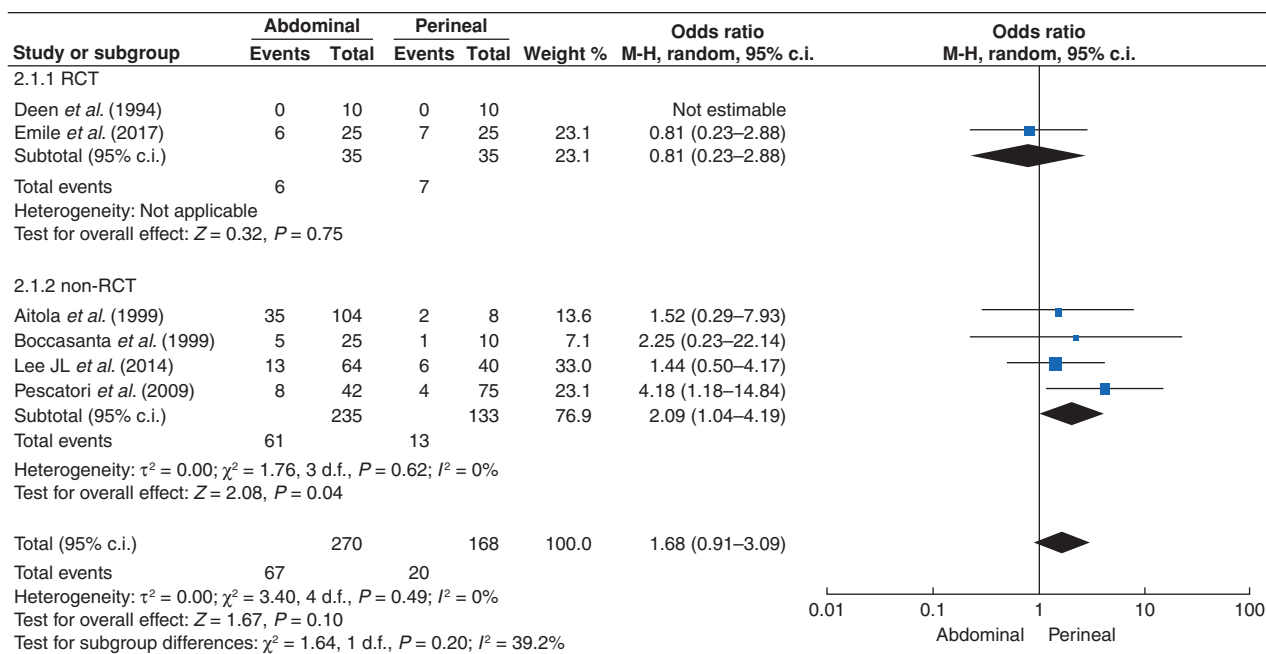 Abdominal Perineal Odds ratio Odds ratio
Study or subgroup Events Total Events Total Weight % M-H, random, 95% c.i. M-H, random, 95% c.i.
2.1.1 RCT
Deen et al. (1994) 0 10 0 10 Not estimable
Emile et al. (2017) 6 25 7 25 23.1 0.81 (0.23–2.88)
Subtotal (95% c.i.) 35 35 23.1 0.81 (0.23–2.88)
Total events 6 7
Heterogeneity: Not applicable
Test for overall effect: Z = 0.32, P = 0.75
2.1.2 non-RCT
Aitola et al. (1999) 35 104 2 8 13.6 1.52 (0.29–7.93)
Boccasanta et al. (1999) 5 25 1 10 7.1 2.25 (0.23–22.14)
Lee JL et al. (2014) 13 64 6 40 33.0 1.44 (0.50–4.17)
Pescatori et al. (2009) 8 42 4 75 23.1 4.18 (1.18–14.84)
Subtotal (95% c.i.) 235 133 76.9 2.09 (1.04–4.19)
Total events 61 13
Heterogeneity: τ² = 0.00; χ² = 1.76, 3 d.f., P = 0.62; I² = 0%
Test for overall effect: Z = 2.08, P = 0.04
Total (95% c.i.) 270 168 100.0 1.68 (0.91–3.09)
Total events 67 20
Heterogeneity: τ² = 0.00; χ² = 3.40, 4 d.f., P = 0.49; I² = 0%
Test for overall effect: Z = 1.67, P = 0.10
Test for subgroup differences: χ² = 1.64, 1 d.f., P = 0.20; I² = 39.2%
0.01 0.1 1 10 100
Abdominal Perineal